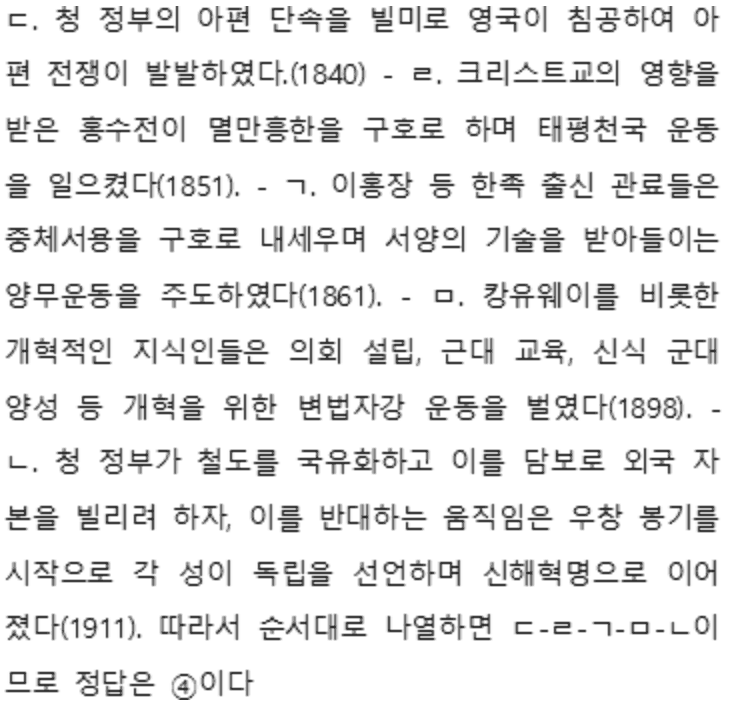 ㄷ. 청 정부의 아편 단속을 빌미로 영국이 침공하여 아
편 전쟁이 발발하였다.(1840) - ㄹ. 크리스트교의 영향을
받은 홍수전이 멸만흥한을 구호로 하며 태평천국 운동
을 일으켰다(1851). - ㄱ. 이홍장 등 한족 출신 관료들은
중체서용을 구호로 내세우며 서양의 기술을 받아들이는
양무운동을 주도하였다(1861). - ㅁ. 캉유웨이를 비롯한
개혁적인 지식인들은 의회 설립, 근대 교육, 신식 군대
양성 등 개혁을 위한 변법자강 운동을 벌였다(1898). -
ㄴ. 청 정부가 철도를 국유화하고 이를 담보로 외국 자
본을 빌리려 하자, 이를 반대하는 움직임은 우창 봉기를
시작으로 각 성이 독립을 선언하며 신해혁명으로 이어
졌다(1911). 따라서 순서대로 나열하면 ㄷ-ㄹ-ㄱ-ㅁ-ㄴ이
므로 정답은 ④이다